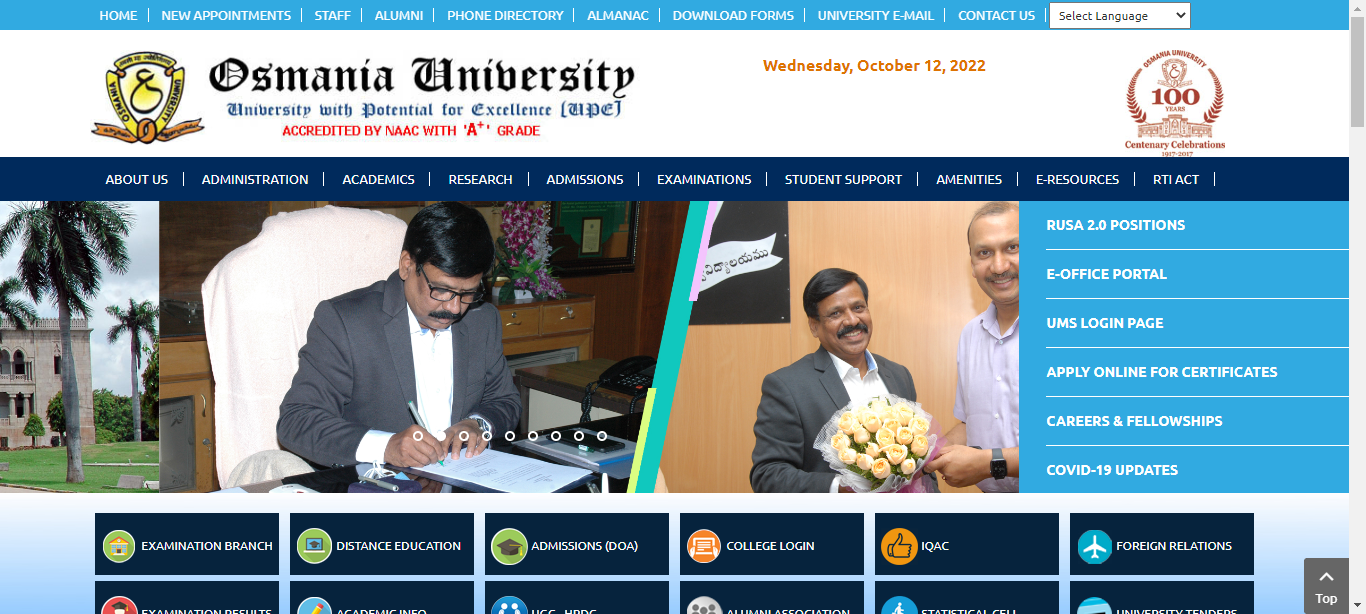 HOME NEW APPOINTMENTS STAFF ALUMNI PHONE DIRECTORY ALMANAC DOWNLOAD FORMS UNIVERSITY E-MAIL CONTACT US Select Language
Osmania University
University with Potential for Excellence [UPE]
ACCREDITED BY NAAC WITH 'A+' GRADE
OSMANIA UNIVERSITY
Wednesday, October 12, 2022
OSMANIA UNIVERSITY
100
YEARS
Centenary Celebrations
1917-2017
ABOUT US ADMINISTRATION ACADEMICS RESEARCH ADMISSIONS EXAMINATIONS STUDENT SUPPORT AMENITIES E-RESOURCES RTI ACT
RUSA 2.0 POSITIONS
E-OFFICE PORTAL
UMS LOGIN PAGE
APPLY ONLINE FOR CERTIFICATES
CAREERS & FELLOWSHIPS
COVID-19 UPDATES
EXAMINATION BRANCH DISTANCE EDUCATION ADMISSIONS (DOA) COLLEGE LOGIN IQAC FOREIGN RELATIONS
EXAMINATION RESULTS ACADEMIC INFO UGC - HRDC ALUMNI ASSOCIATION STATISTICAL CELL UNIVERSITY TENDERS
Top